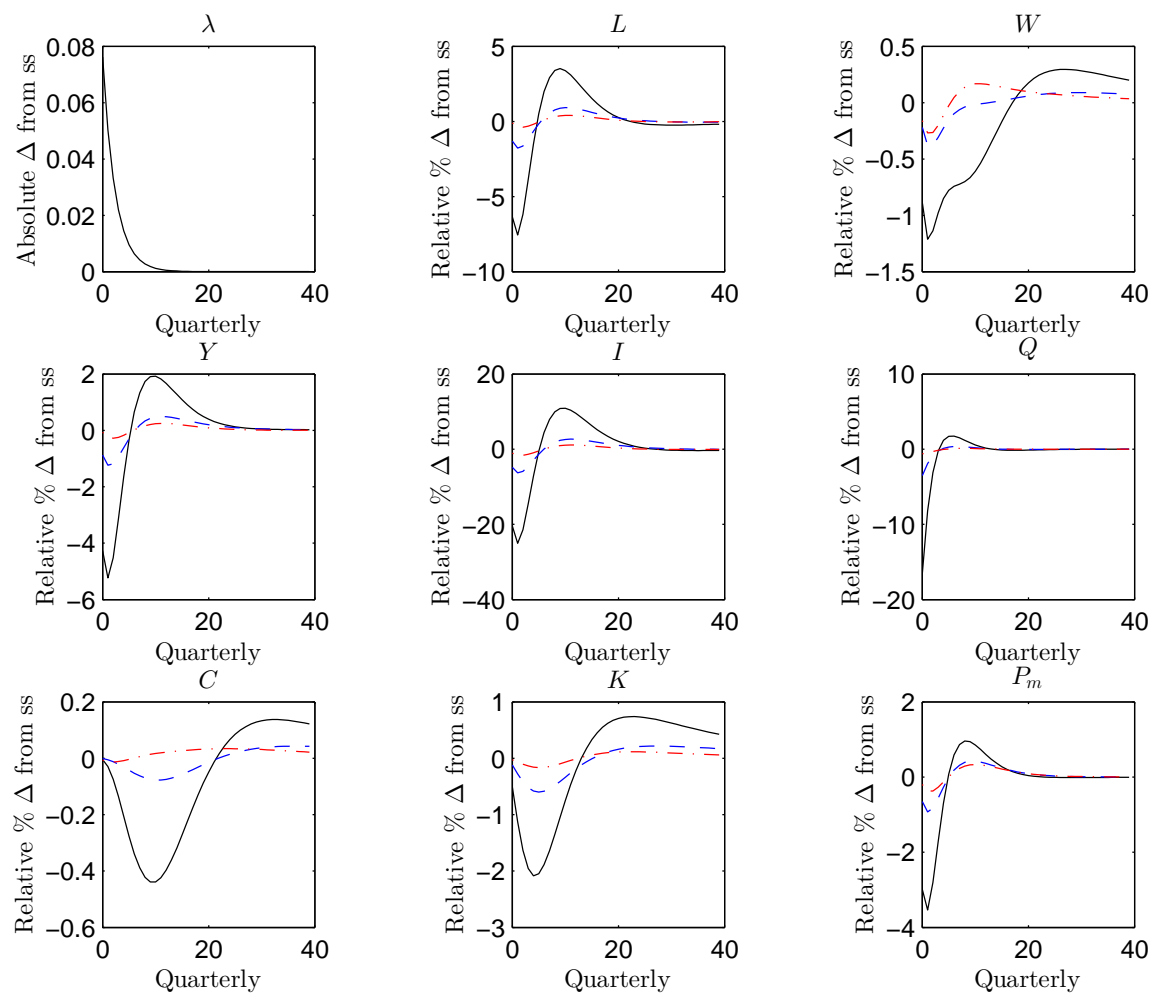 λ
L
W
Absolute Δ from ss
0.08
0.06
0.04
0.02
0
0 20 40
Quarterly
Relative % Δ from ss
5
0
−5
−10
0 20 40
Quarterly
Relative % Δ from ss
0.5
0
−0.5
−1
−1.5
0 20 40
Quarterly
Y
I
Q
Relative % Δ from ss
2
0
−2
−4
−6
0 20 40
Quarterly
Relative % Δ from ss
20
0
−20
−40
0 20 40
Quarterly
Relative % Δ from ss
10
0
−10
−20
0 20 40
Quarterly
C
K
P_m
Relative % Δ from ss
0.2
0
−0.2
−0.4
−0.6
0 20 40
Quarterly
Relative % Δ from ss
1
0
−1
−2
−3
0 20 40
Quarterly
Relative % Δ from ss
2
0
−2
−4
0 20 40
Quarterly